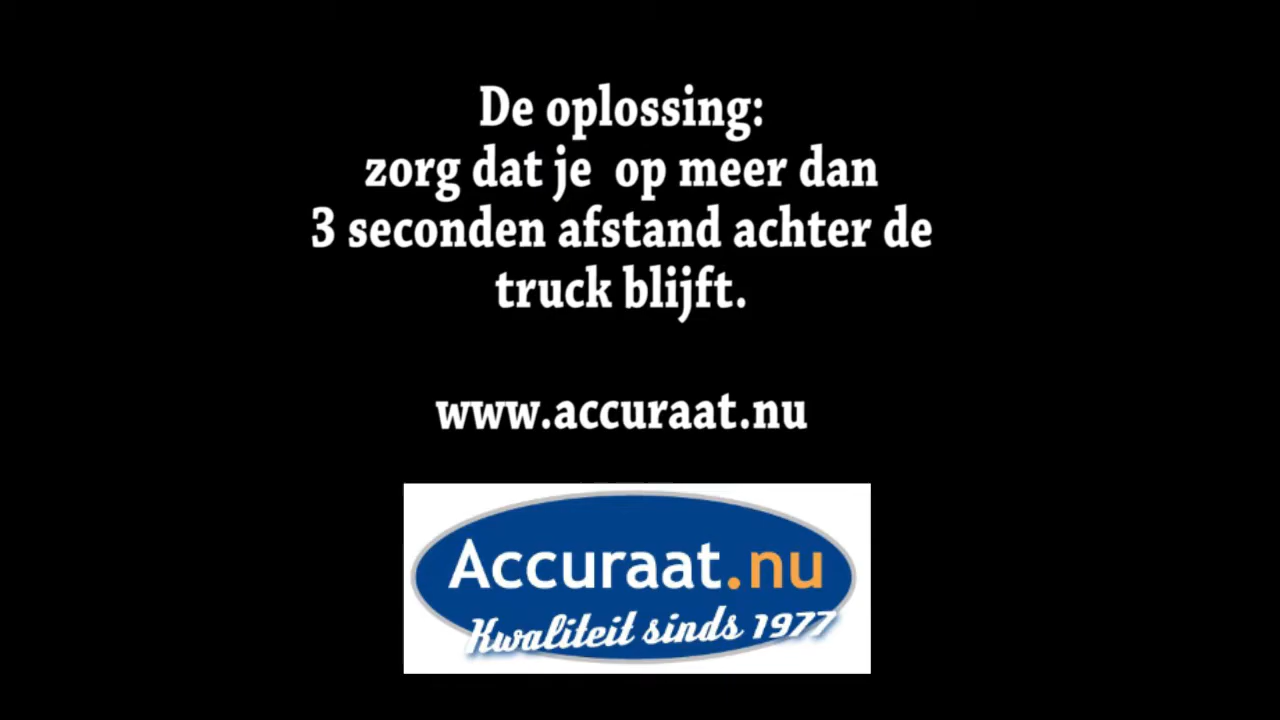 De oplossing:
zorg dat je op meer dan
3 seconden afstand achter de
truck blijft.
www.accuraat.nu
Accuraat.nu
Kwaliteit sinds 1977